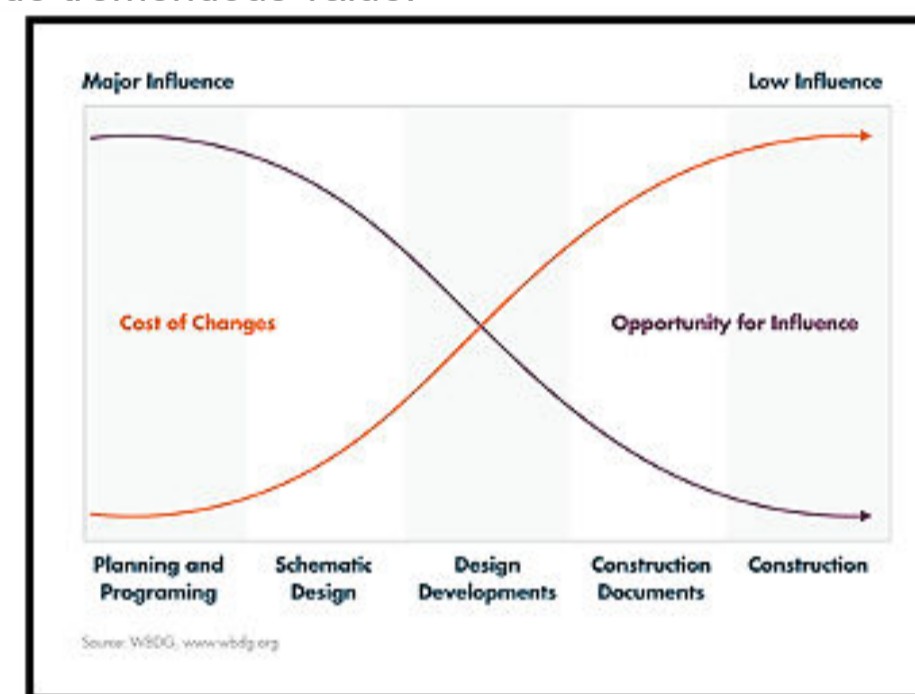 Major Influence
Low Influence
Cost of Changes
Opportunity for Influence
Planning and
Programing
Schematic
Design
Design
Developments
Construction
Documents
Construction
Source: WBDG, www.wbdg.org